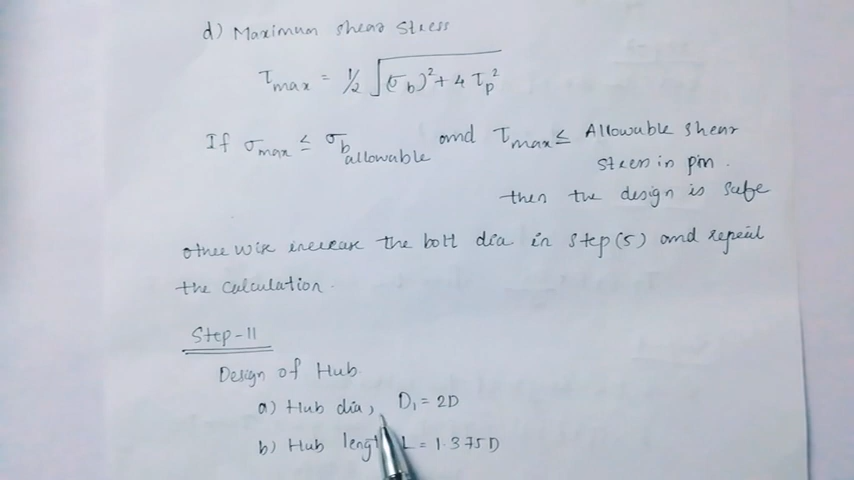 d) Maximum shear stress
τmax = 1/2 √(σb)² + 4 τp²
If σmax ≤ σb allowable and τmax ≤ Allowable shear
stress in pin.
then the design is safe
otherwise increase the bolt dia in step(5) and repeat
the calculation.
Step-11
Design of Hub
a) Hub dia, D₁ = 2D
b) Hub lengt L = 1.375D